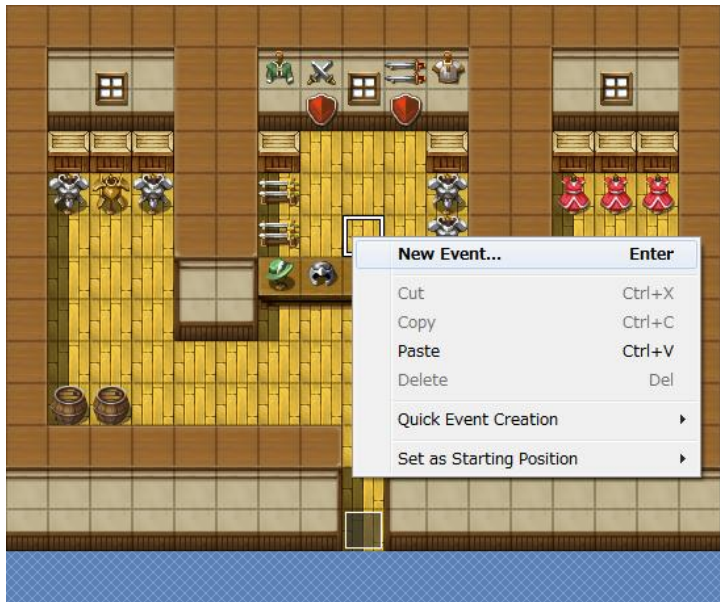 New Event... Enter
Cut Ctrl+X
Copy Ctrl+C
Paste Ctrl+V
Delete Del
Quick Event Creation
Set as Starting Position